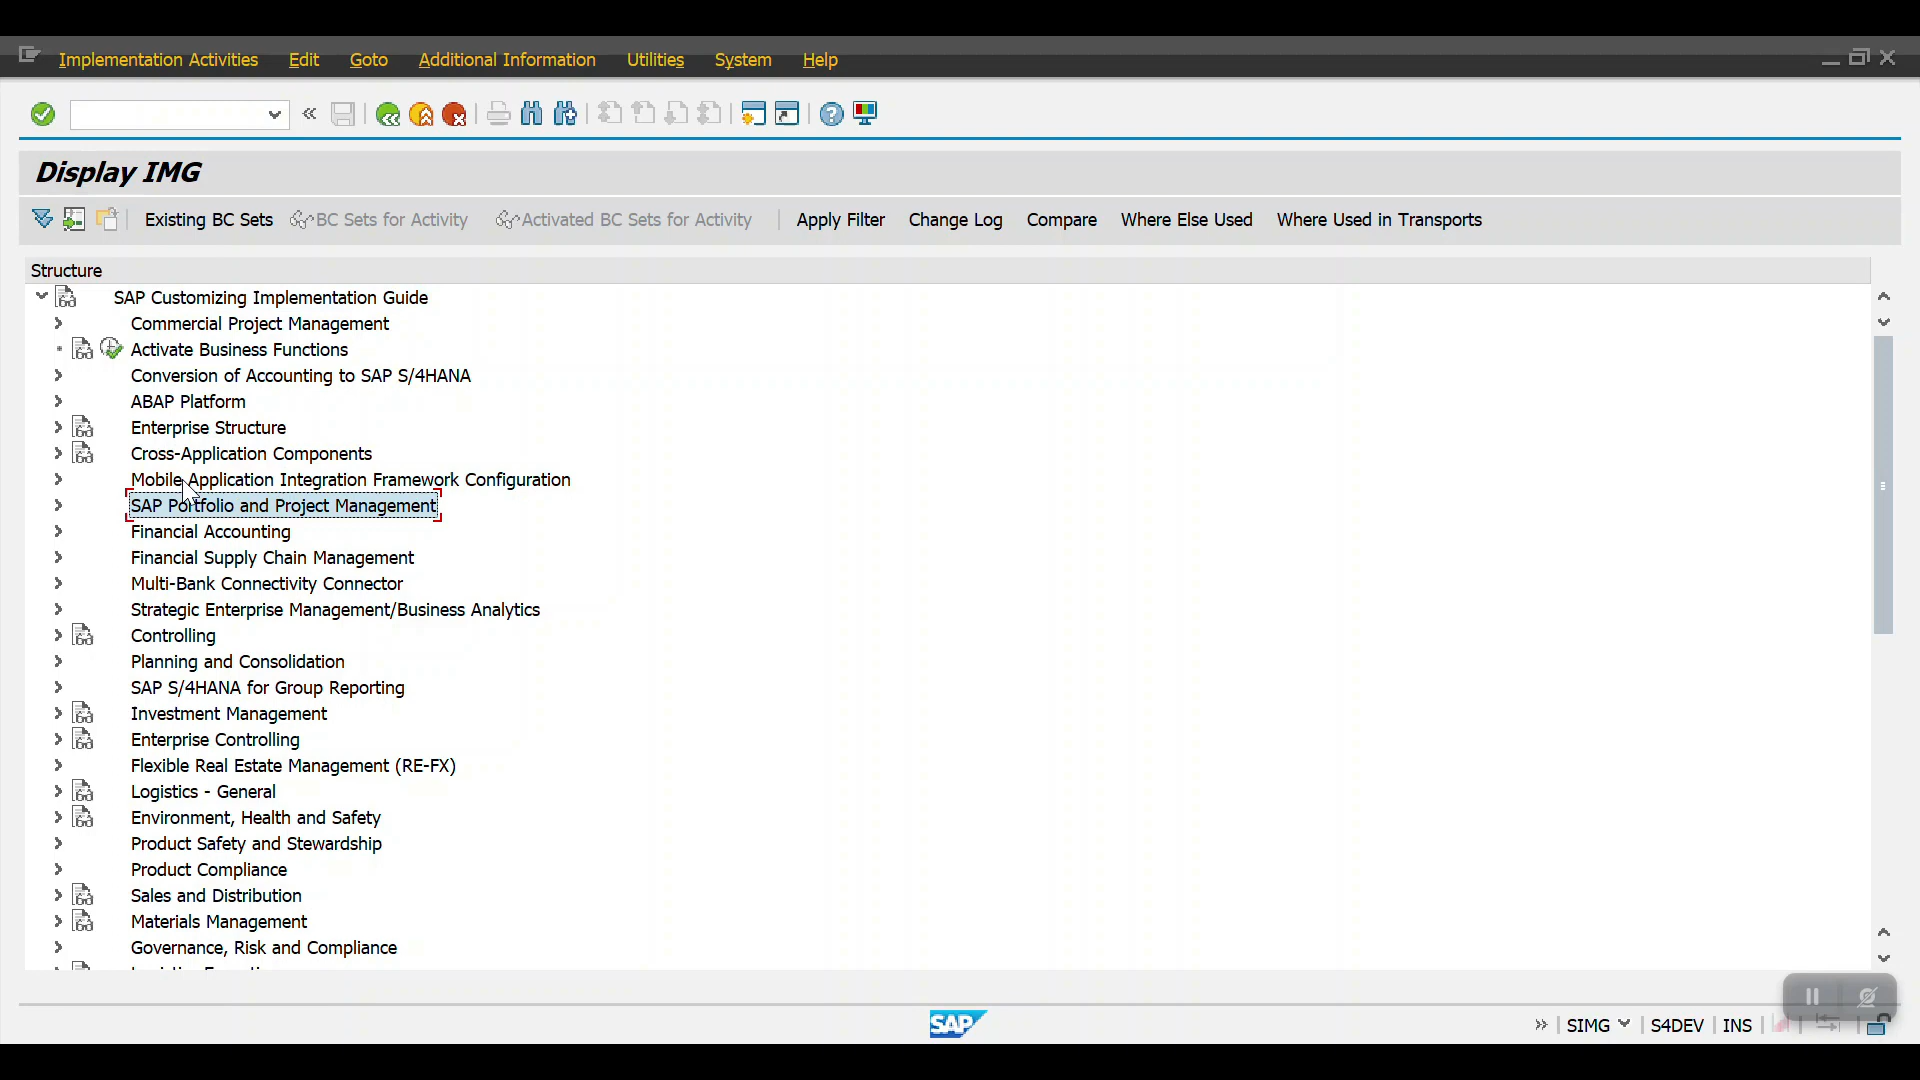 Implementation Activities Edit Goto Additional Information Utilities System Help
Display IMG
Existing BC Sets BC Sets for Activity Activated BC Sets for Activity Apply Filter Change Log Compare Where Else Used Where Used in Transports
Structure
SAP Customizing Implementation Guide
Commercial Project Management
Activate Business Functions
Conversion of Accounting to SAP S/4HANA
ABAP Platform
Enterprise Structure
Cross-Application Components
Mobile Application Integration Framework Configuration
SAP Portfolio and Project Management
Financial Accounting
Financial Supply Chain Management
Multi-Bank Connectivity Connector
Strategic Enterprise Management/Business Analytics
Controlling
Planning and Consolidation
SAP S/4HANA for Group Reporting
Investment Management
Enterprise Controlling
Flexible Real Estate Management (RE-FX)
Logistics - General
Environment, Health and Safety
Product Safety and Stewardship
Product Compliance
Sales and Distribution
Materials Management
Governance, Risk and Compliance
SAP SIMG S4DEV INS